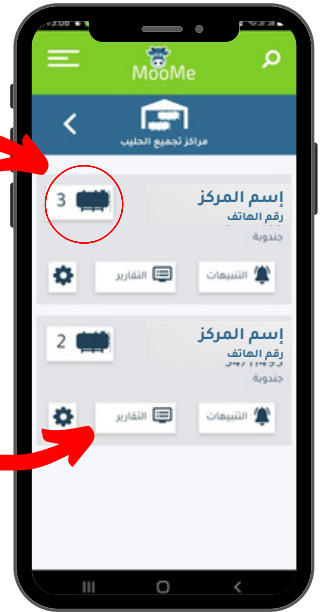 MooMe
مراكز تجميع الحليب
إسم المركز
3
رقم الهاتف
جندوبة
التنبيهات
التقارير
إسم المركز
2
رقم الهاتف
جندوبة
التنبيهات
التقارير